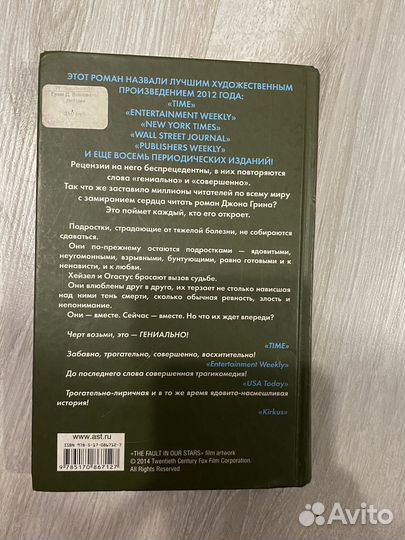 ЭТОТ РОМАН НАЗВАЛИ ЛУЧШИМ ХУДОЖЕСТВЕННЫМ
ПРОИЗВЕДЕНИЕМ 2012 ГОДА:
«TIME»
«ENTERTAINMENT WEEKLY»
«NEW YORK TIMES»
«WALL STREET JOURNAL»
«PUBLISHERS WEEKLY»
И ЕЩЕ ВОСЕМЬ ПЕРИОДИЧЕСКИХ ИЗДАНИЙ!
Рецензии на него беспрецедентны, в них повторяются
слова «гениально» и «совершенно».
Так что же заставило миллионы читателей по всему миру
с замиранием сердца читать роман Джона Грина?
Это поймет каждый, кто его откроет.
Подростки, страдающие от тяжелой болезни, не собираются
сдаваться.
Они по-прежнему остаются подростками — ядовитыми,
неугомонными, взрывными, бунтующими, равно готовыми и к
ненависти, и к любви.
Хейзел и Огастус бросают вызов судьбе.
Они влюблены друг в друга, их терзает не столько нависшая
над ними тень смерти, сколько обычная ревность, злость и
непонимание.
Они — вместе. Сейчас — вместе. Но что их ждет впереди?
Черт возьми, это — ГЕНИАЛЬНО!
«TIME»
Забавно, трогательно, совершенно, восхитительно!
«Entertainment Weekly»
До последнего слова совершенная трагикомедия!
«USA Today»
Трогательно-лиричная и в то же время ядовито-насмешливая
история!
«Kirkus»
www.ast.ru
ISBN 978-5-17-086712-7
9 785170 867127
«THE FAULT IN OUR STARS» film artwork
© 2014 Twentieth Century Fox Film Corporation.
All Rights Reserved
Avito